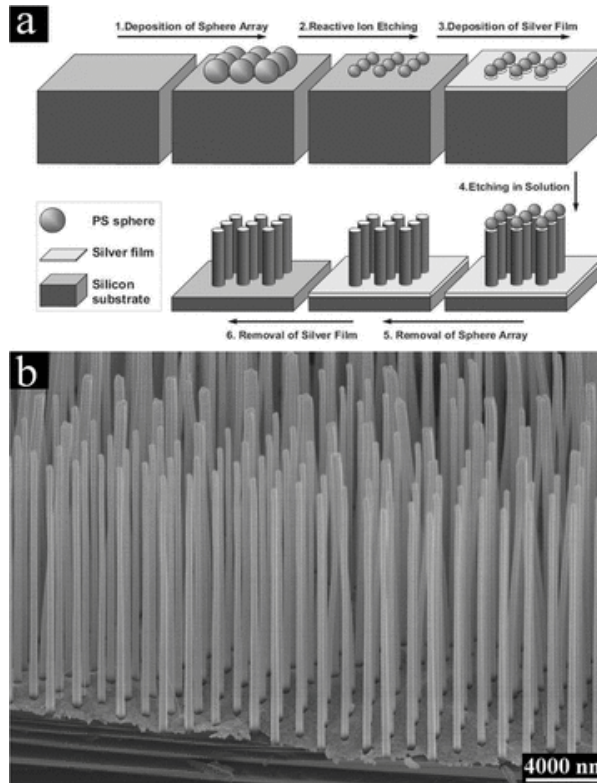 a
1.Deposition of Sphere Array
2.Reactive Ion Etching
3.Deposition of Silver Film
4.Etching in Solution
PS sphere
Silver film
Silicon
substrate
6. Removal of Silver Film
5. Removal of Sphere Array
b
4000 nm